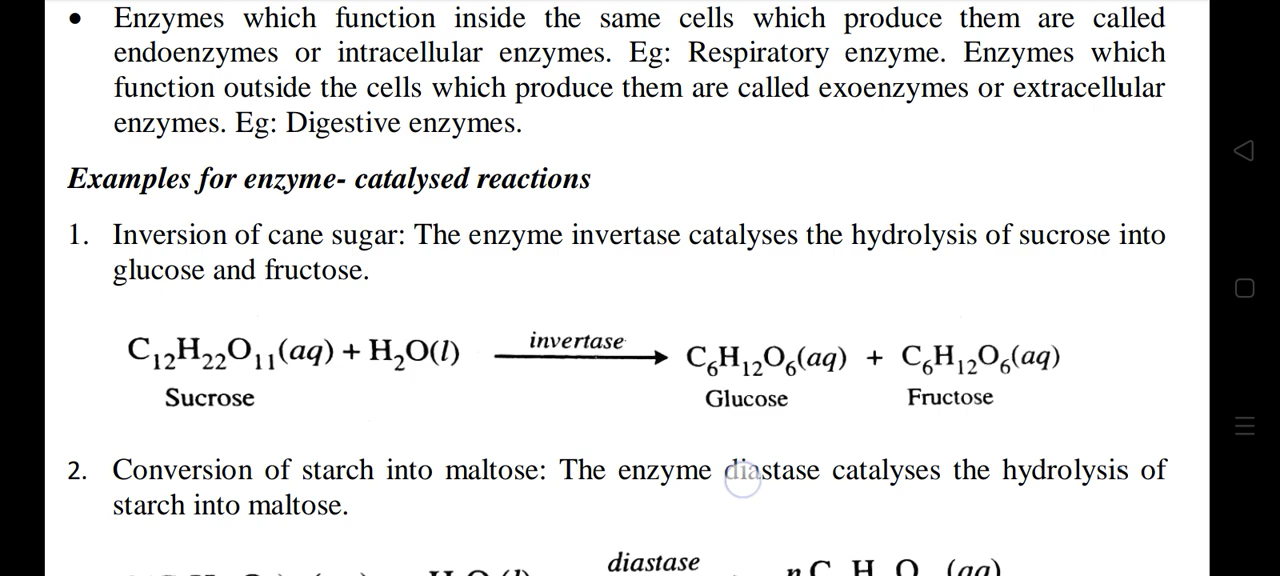 • Enzymes which function inside the same cells which produce them are called
endoenzymes or intracellular enzymes. Eg: Respiratory enzyme. Enzymes which
function outside the cells which produce them are called exoenzymes or extracellular
enzymes. Eg: Digestive enzymes.
Examples for enzyme- catalysed reactions
1. Inversion of cane sugar: The enzyme invertase catalyses the hydrolysis of sucrose into
glucose and fructose.
invertase
C₁₂H₂₂O₁₁(aq) + H₂O(l) → C₆H₁₂O₆(aq) + C₆H₁₂O₆(aq)
Sucrose Glucose Fructose
2. Conversion of starch into maltose: The enzyme diastase catalyses the hydrolysis of
starch into maltose.
diastase